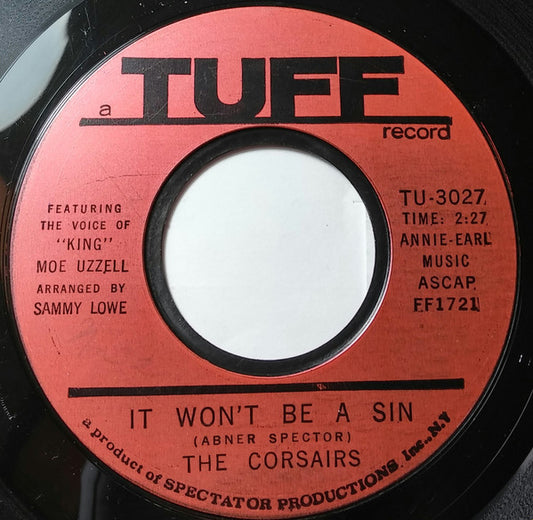 a TUFF
record
FEATURING
THE VOICE OF
"KING"
MOE UZZELL
ARRANGED BY
SAMMY LOWE
TU-3027
TIME: 2:27
ANNIE-EARL
MUSIC
ASCAP
FF1721
IT WON'T BE A SIN
(ABNER SPECTOR)
THE CORSAIRS
a product of SPECTATOR PRODUCTIONS, Inc., N.Y